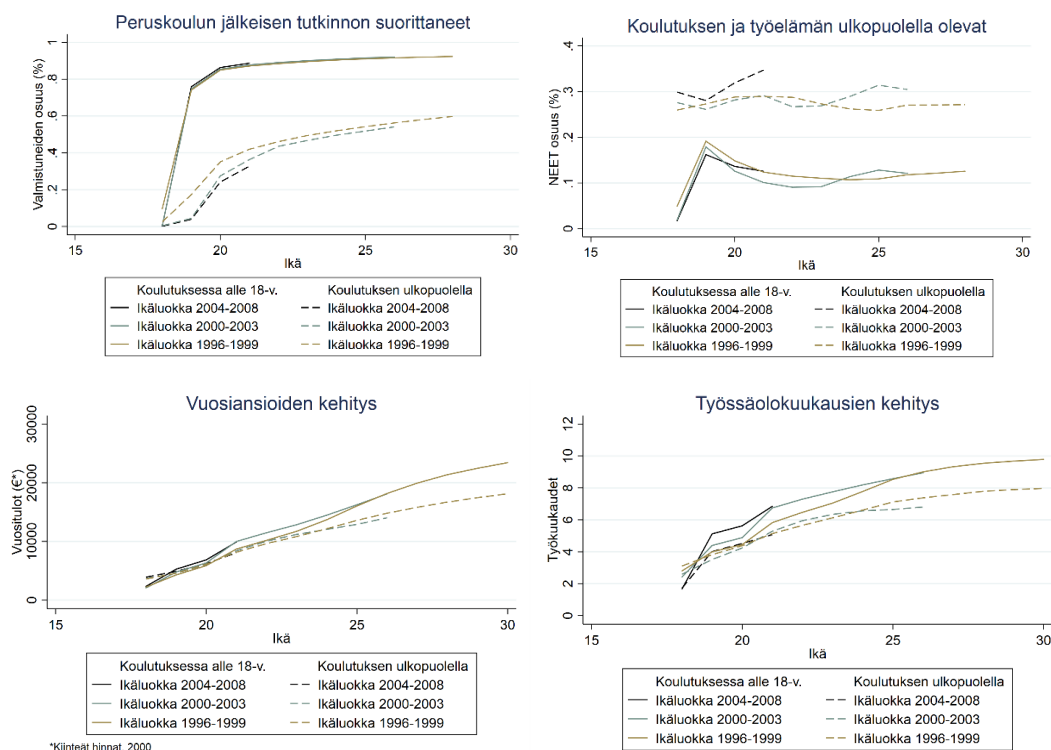 Peruskoulun jälkeisen tutkinnon suorittaneet
Valmistuneiden osuus (%)
1
.8
.6
.4
.2
0
15 20 25 30
Ikä
Koulutuksessa alle 18-v. Koulutuksen ulkopuolella
Ikäluokka 2004-2008 Ikäluokka 2004-2008
Ikäluokka 2000-2003 Ikäluokka 2000-2003
Ikäluokka 1996-1999 Ikäluokka 1996-1999
Koulutuksen ja työelämän ulkopuolella olevat
NEET osuus (%)
.4
.3
.2
.1
0
15 20 25 30
Ikä
Koulutuksessa alle 18-v. Koulutuksen ulkopuolella
Ikäluokka 2004-2008 Ikäluokka 2004-2008
Ikäluokka 2000-2003 Ikäluokka 2000-2003
Ikäluokka 1996-1999 Ikäluokka 1996-1999
Vuosiansioiden kehitys
Vuositulot (€*)
30000
20000
10000
0
15 20 25 30
Ikä
Koulutuksessa alle 18-v. Koulutuksen ulkopuolella
Ikäluokka 2004-2008 Ikäluokka 2004-2008
Ikäluokka 2000-2003 Ikäluokka 2000-2003
Ikäluokka 1996-1999 Ikäluokka 1996-1999
*Kiinteät hinnat, 2000
Työssäolokuukausien kehitys
Työkuukaudet
12
10
8
6
4
2
0
15 20 25 30
Ikä
Koulutuksessa alle 18-v. Koulutuksen ulkopuolella
Ikäluokka 2004-2008 Ikäluokka 2004-2008
Ikäluokka 2000-2003 Ikäluokka 2000-2003
Ikäluokka 1996-1999 Ikäluokka 1996-1999